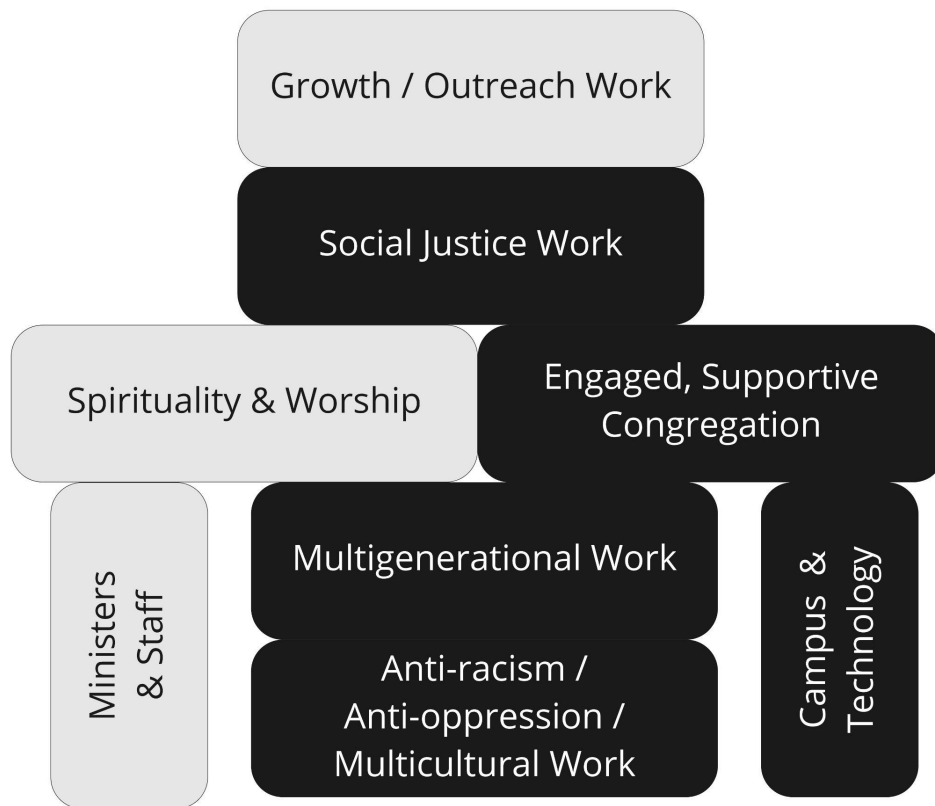 Growth / Outreach Work
Social Justice Work
Spirituality & Worship
Engaged, Supportive
Congregation
Ministers
& Staff
Multigenerational Work
Anti-racism /
Anti-oppression /
Multicultural Work
Campus &
Technology